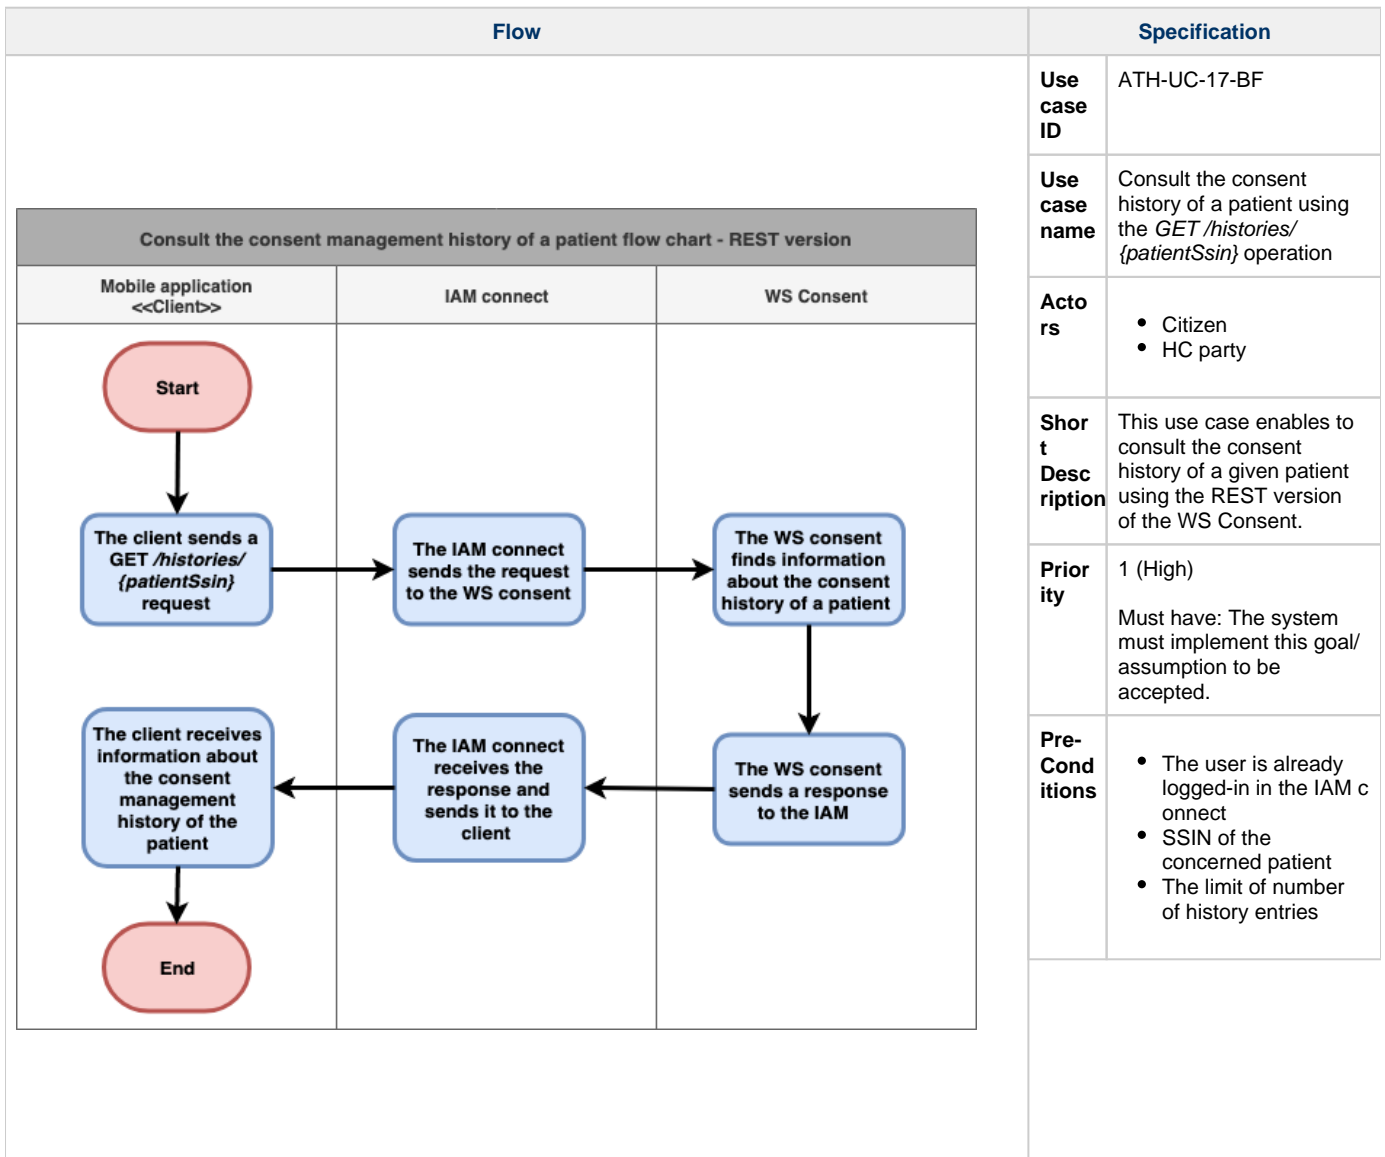 Flow
Specification
Consult the consent management history of a patient flow chart - REST version
Mobile application
<<Client>>
IAM connect
WS Consent
Start
The client sends a
GET /histories/
{patientSsin}
request
The IAM connect
sends the request
to the WS consent
The WS consent
finds information
about the consent
history of a patient
The WS consent
sends a response
to the IAM
The IAM connect
receives the
response and
sends it to the
client
The client receives
information about
the consent
management
history of the
patient
End
Use
case
ID
ATH-UC-17-BF
Use
case
name
Consult the consent
history of a patient using
the GET /histories/
{patientSsin} operation
Acto
rs
• Citizen
• HC party
Shor
t
Desc
ription
This use case enables to
consult the consent
history of a given patient
using the REST version
of the WS Consent.
Prior
ity
1 (High)
Must have: The system
must implement this goal/
assumption to be
accepted.
Pre-
Cond
itions
• The user is already
logged-in in the IAM c
onnect
• SSIN of the
concerned patient
• The limit of number
of history entries